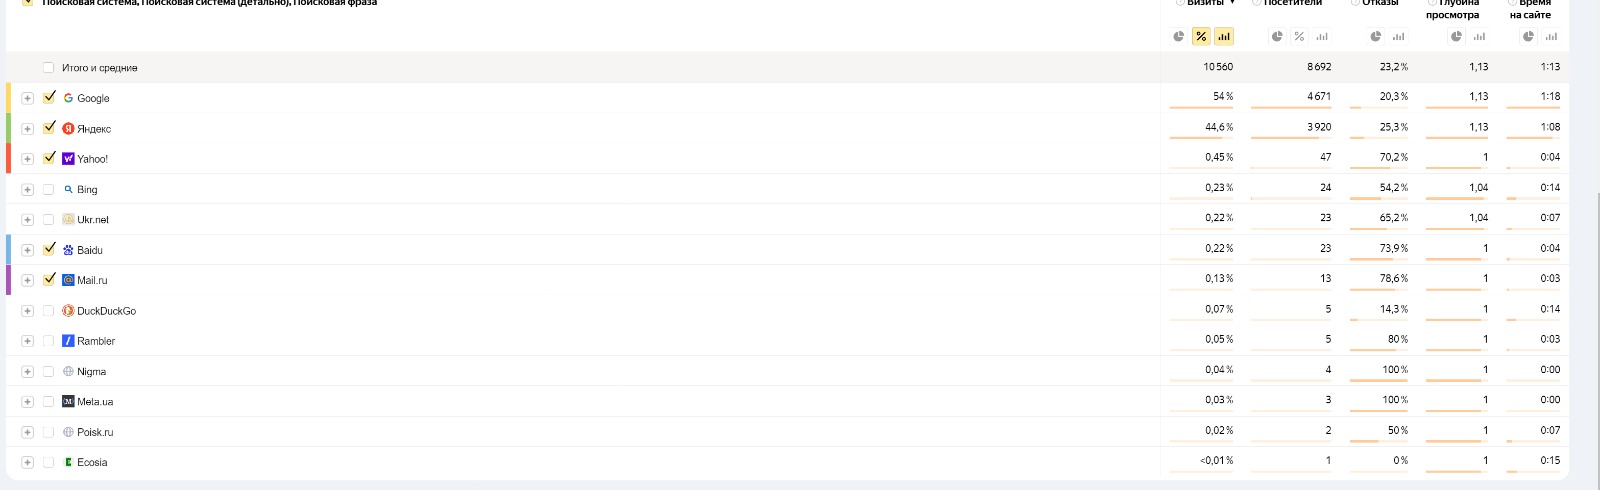 Поисковая система, Поисковая система (детально), Поисковая фраза Визиты ▼ Посетители Отказы Глубина просмотра Время на сайте
Итого и средние 10 560 8 692 23,2 % 1,13 1:13
Google 54 % 4 671 20,3 % 1,13 1:18
Яндекс 44,6 % 3 920 25,3 % 1,13 1:08
Yahoo! 0,45 % 47 70,2 % 1 0:04
Bing 0,23 % 24 54,2 % 1,04 0:14
Ukr.net 0,22 % 23 65,2 % 1,04 0:07
Baidu 0,22 % 23 73,9 % 1 0:04
Mail.ru 0,13 % 13 78,6 % 1 0:03
DuckDuckGo 0,07 % 5 14,3 % 1 0:14
Rambler 0,05 % 5 80 % 1 0:03
Nigma 0,04 % 4 100 % 1 0:00
Meta.ua 0,03 % 3 100 % 1 0:00
Poisk.ru 0,02 % 2 50 % 1 0:07
Ecosia <0,01 % 1 0 % 1 0:15